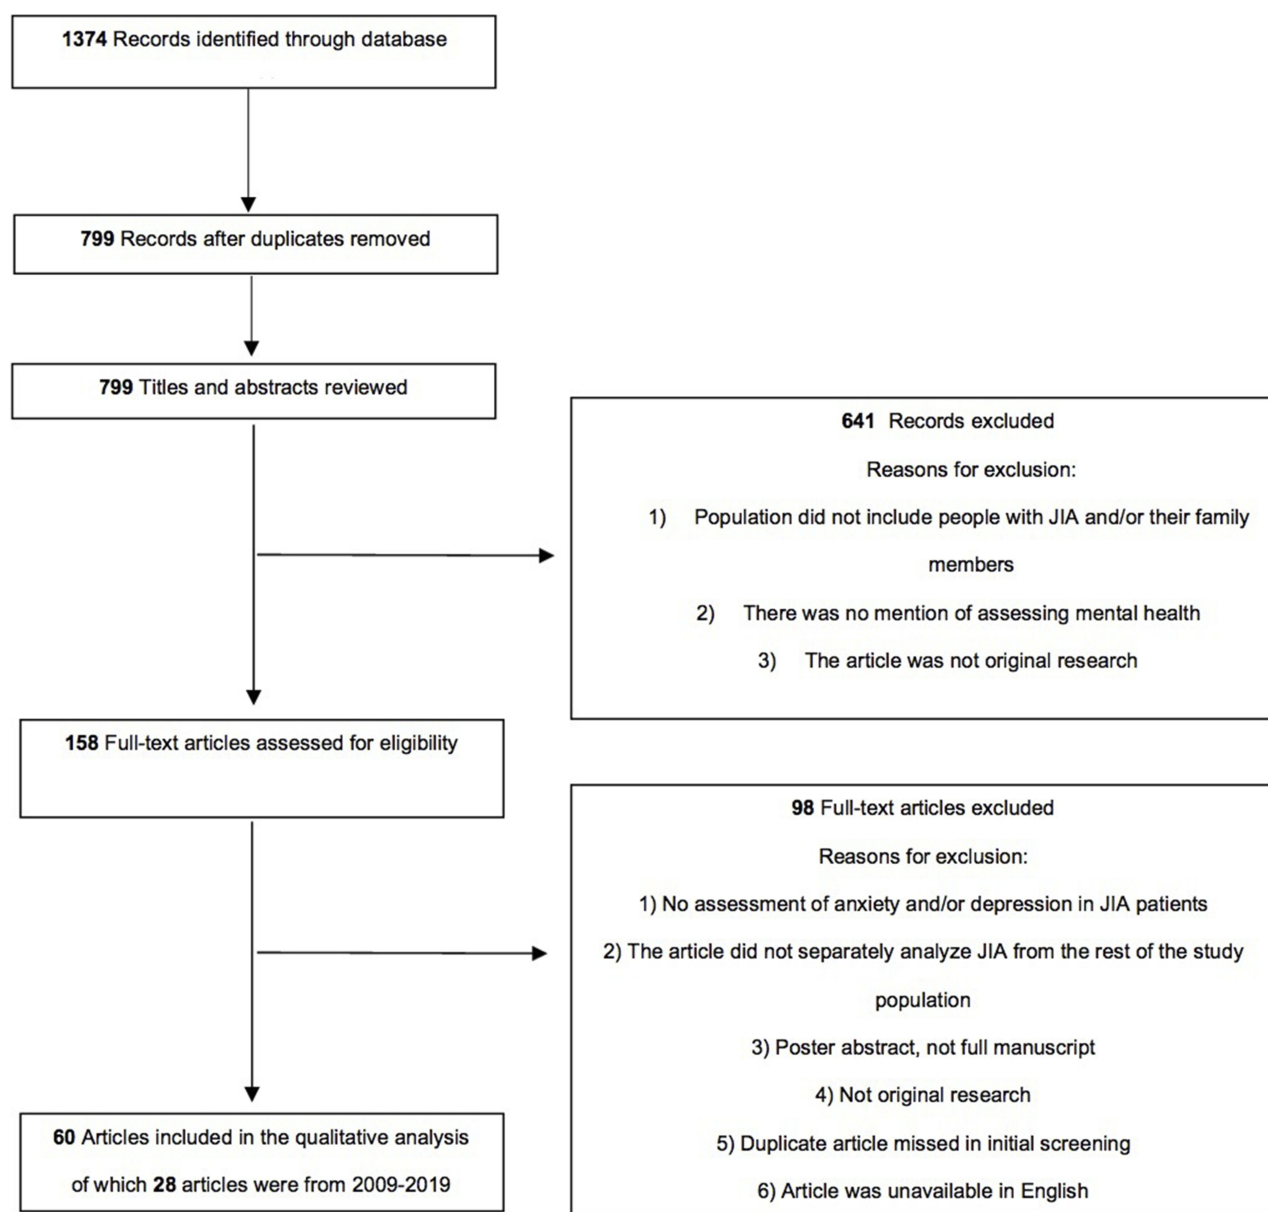 1374 Records identified through database
799 Records after duplicates removed
799 Titles and abstracts reviewed
641 Records excluded
Reasons for exclusion:
1) Population did not include people with JIA and/or their family
members
2) There was no mention of assessing mental health
3) The article was not original research
158 Full-text articles assessed for eligibility
98 Full-text articles excluded
Reasons for exclusion:
1) No assessment of anxiety and/or depression in JIA patients
2) The article did not separately analyze JIA from the rest of the study
population
3) Poster abstract, not full manuscript
4) Not original research
5) Duplicate article missed in initial screening
6) Article was unavailable in English
60 Articles included in the qualitative analysis
of which 28 articles were from 2009-2019